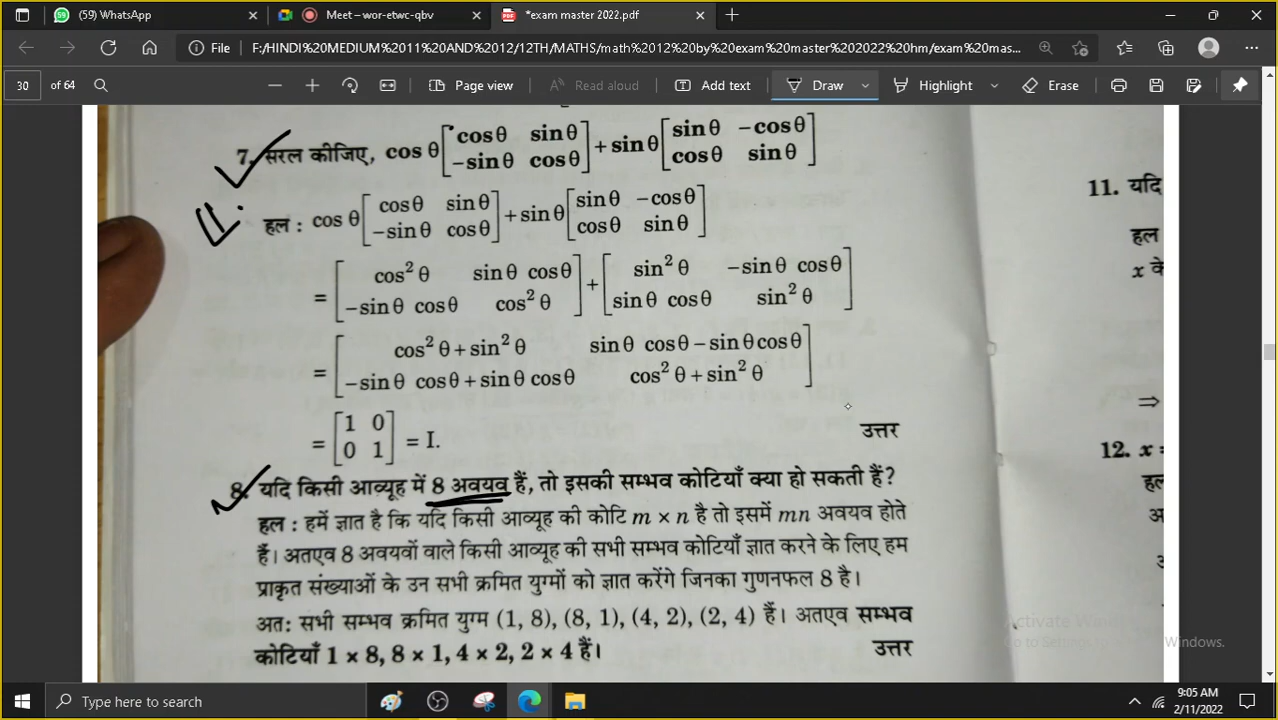 (59) WhatsApp
Meet – wor-etwc-qbv
*exam master 2022.pdf
File
F:/HINDI%20MEDIUM%2011%20AND%2012/12TH/MATHS/math%2012%20by%20exam%20master%202022%20hm/exam%20mas...
30 of 64
Page view
Read aloud
Add text
Draw
Highlight
Erase
7. सरल कीजिए, cos θ [cos θ sin θ
-sin θ cos θ] + sin θ [sin θ -cos θ
cos θ sin θ]
11.
हल : cos θ [cos θ sin θ
-sin θ cos θ] + sin θ [sin θ -cos θ
cos θ sin θ]
= [cos² θ sin θ cos θ
-sin θ cos θ cos² θ] + [sin² θ -sin θ cos θ
sin θ cos θ sin² θ]
= [cos² θ + sin² θ sin θ cos θ - sin θ cos θ
-sin θ cos θ + sin θ cos θ cos² θ + sin² θ]
= [1 0
0 1] = I. उत्तर
8. यदि किसी आव्यूह में 8 अवयव हैं, तो इसकी सम्भव कोटियाँ क्या हो सकती हैं?
हल : हमें ज्ञात है कि यदि किसी आव्यूह की कोटि m × n है तो इसमें mn अवयव होते
हैं। अतएव 8 अवयवों वाले किसी आव्यूह की सभी सम्भव कोटियाँ ज्ञात करने के लिए हम
प्राकृत संख्याओं के उन सभी क्रमित युग्मों को ज्ञात करेंगे जिनका गुणनफल 8 है।
अतः सभी सम्भव क्रमित युग्म (1, 8), (8, 1), (4, 2), (2, 4) हैं। अतएव सम्भव
कोटियाँ 1 × 8, 8 × 1, 4 × 2, 2 × 4 हैं। उत्तर
11. यदि
हल
x के
⇒
12. x =
हल
Type here to search
9:05 AM
2/11/2022